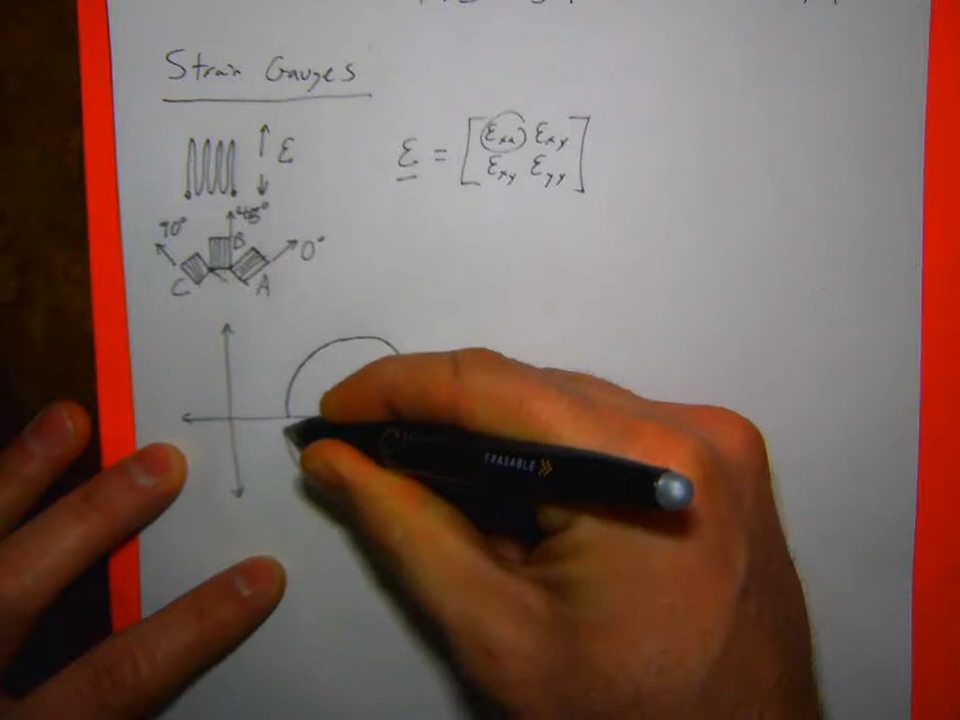 Strain Gauges
ε
ε = [εxx εxy
εxy εyy]
90° 45° 0°
C B A
ERASABLE »